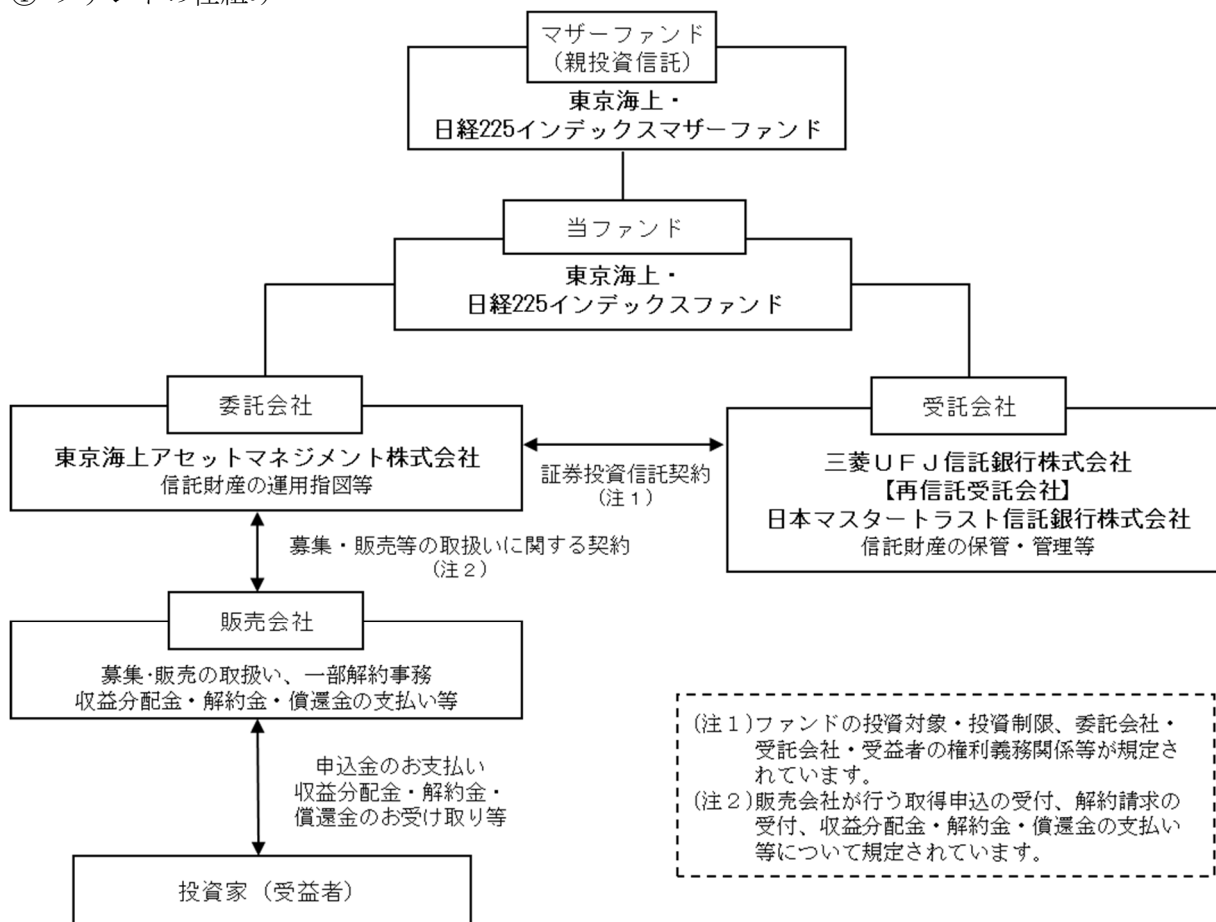 マザーファンド
（親投資信託）
東京海上・
日経225インデックスマザーファンド
当ファンド
東京海上・
日経225インデックスファンド
委託会社
東京海上アセットマネジメント株式会社
信託財産の運用指図等
証券投資信託契約
（注１）
受託会社
三菱ＵＦＪ信託銀行株式会社
【再信託受託会社】
日本マスタートラスト信託銀行株式会社
信託財産の保管・管理等
募集・販売等の取扱いに関する契約
（注２）
販売会社
募集・販売の取扱い、一部解約事務
収益分配金・解約金・償還金の支払い等
申込金のお支払い
収益分配金・解約金・
償還金のお受け取り等
投資家（受益者）
(注１)ファンドの投資対象・投資制限、委託会社・
受託会社・受益者の権利義務関係等が規定さ
れています。
(注２)販売会社が行う取得申込の受付、解約請求の
受付、収益分配金・解約金・償還金の支払い
等について規定されています。